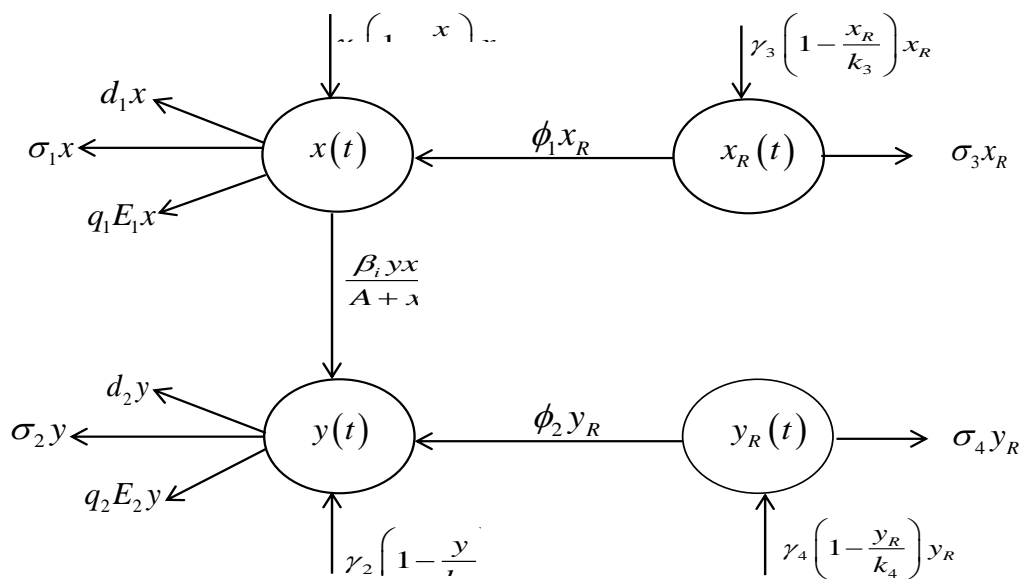 γ₃(1 − x_R/k₃)x_R
d₁x
σ₁x
q₁E₁x
x(t)
ϕ₁x_R
x_R(t)
σ₃x_R
β_i yx/A + x
d₂y
σ₂y
q₂E₂y
y(t)
ϕ₂y_R
y_R(t)
σ₄y_R
γ₂(1 − y/
γ₄(1 − y_R/k₄)y_R